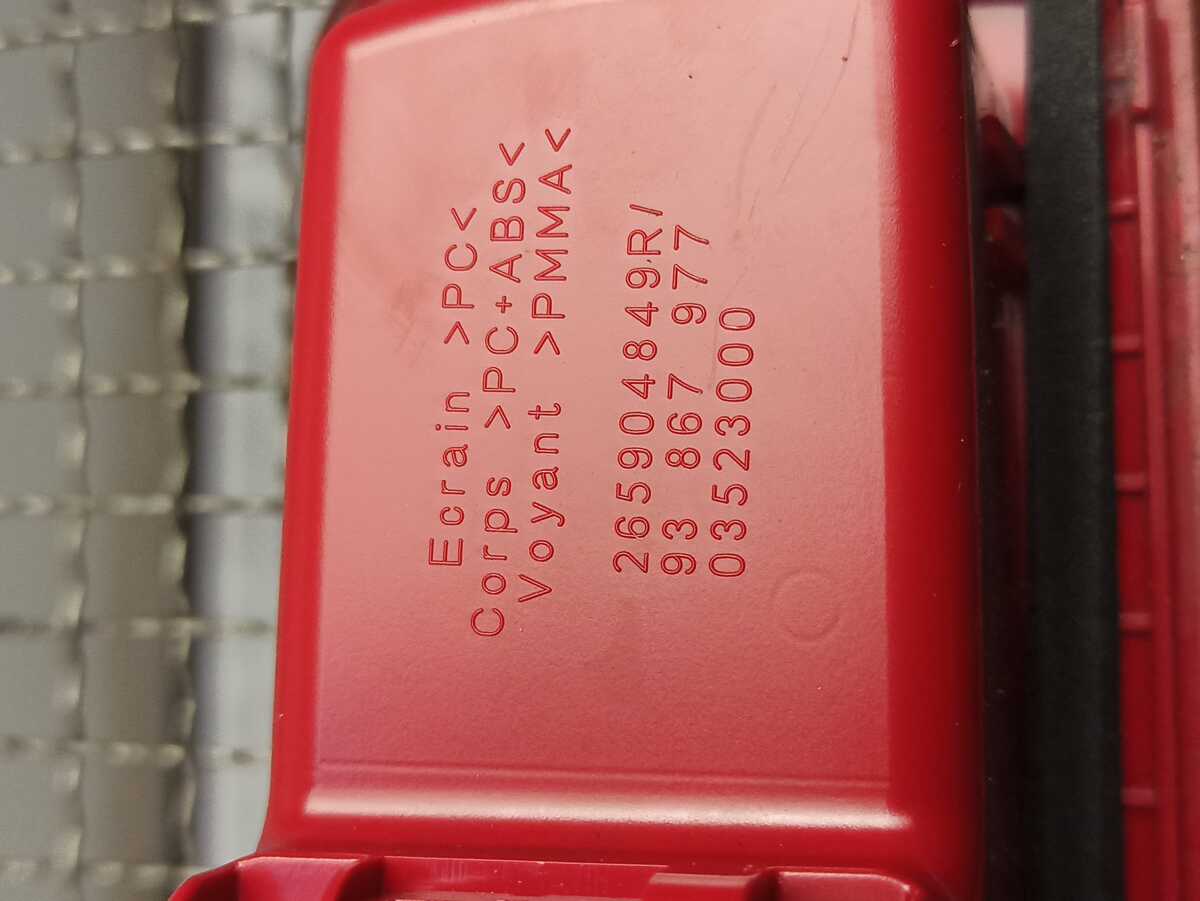 Ecrain >PC<
Corps >PC+ABS<
Voyant >PMMA<
265904849R/
93 867 977
03523000